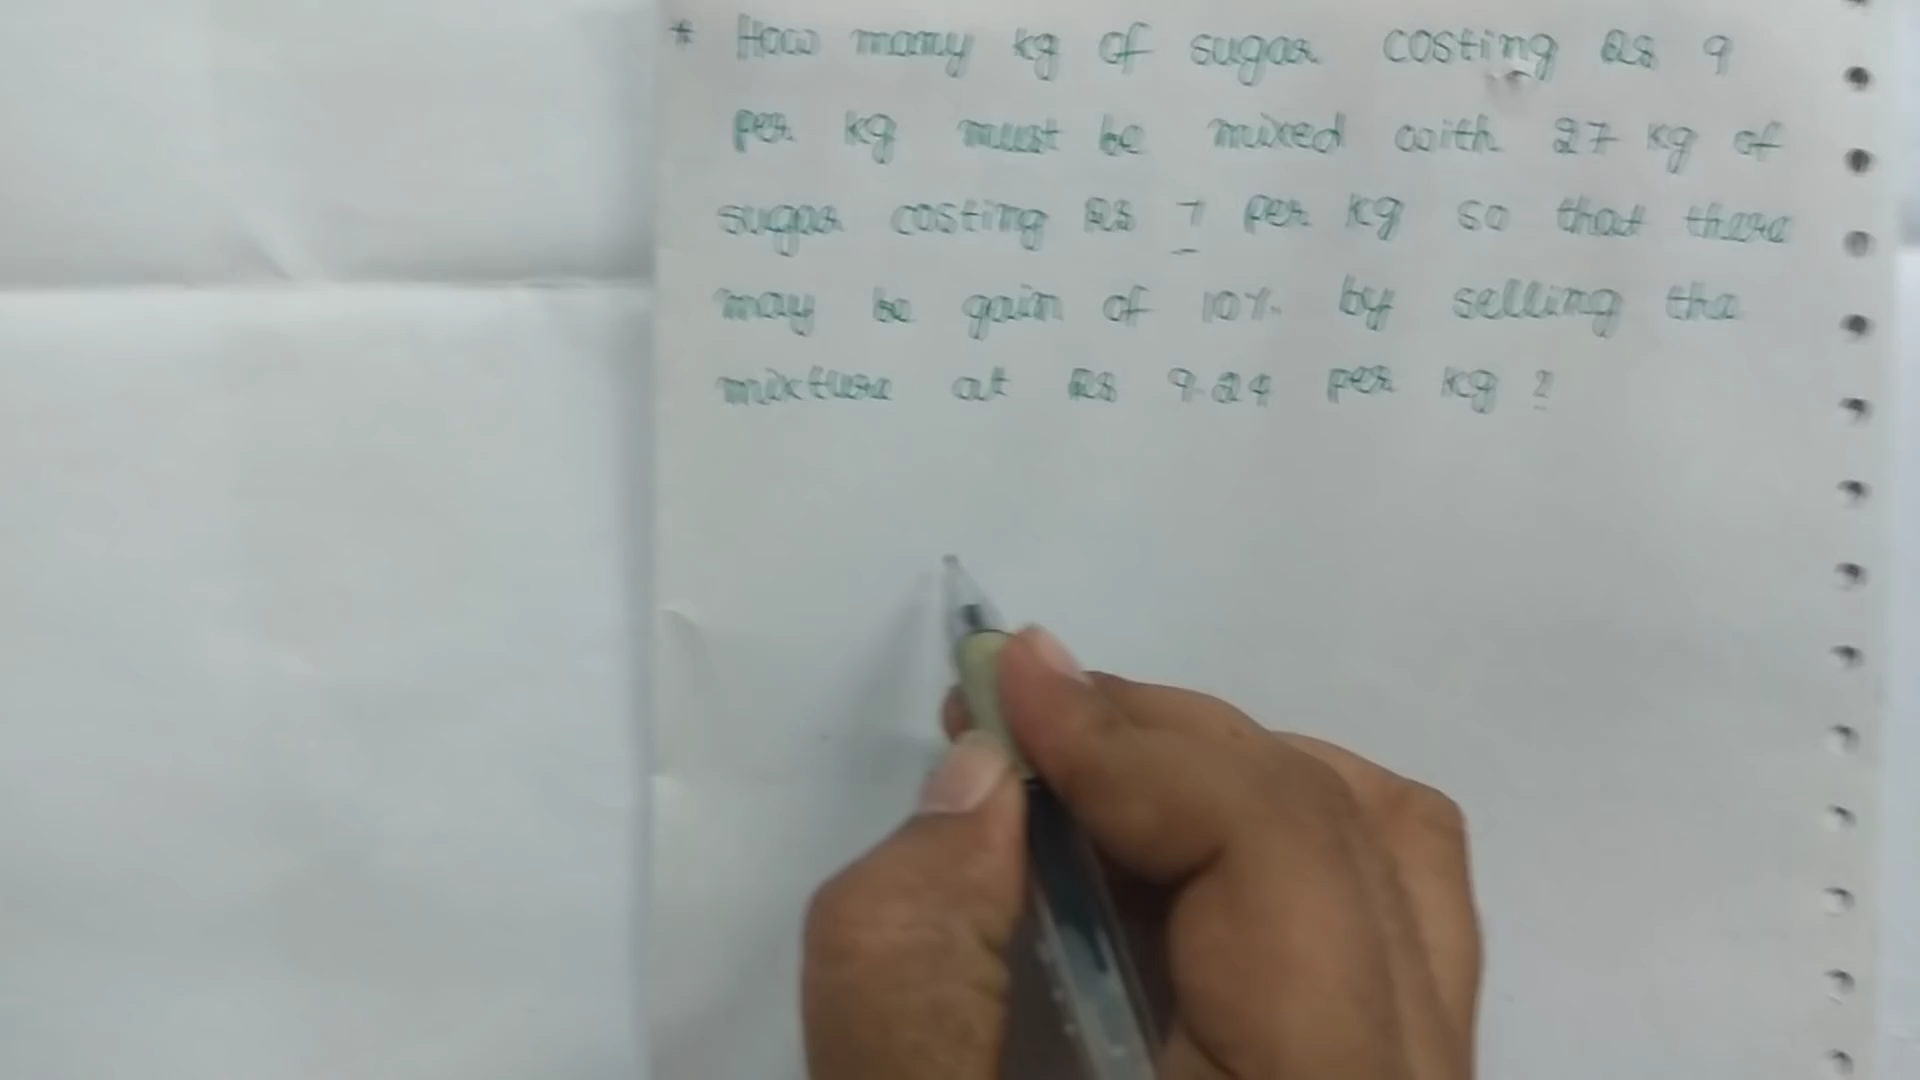 * How many kg of sugar costing Rs 9
per kg must be mixed with 27 kg of
sugar costing Rs 7 per kg so that there
may be gain of 10% by selling the
mixture at Rs 9.24 per kg ?